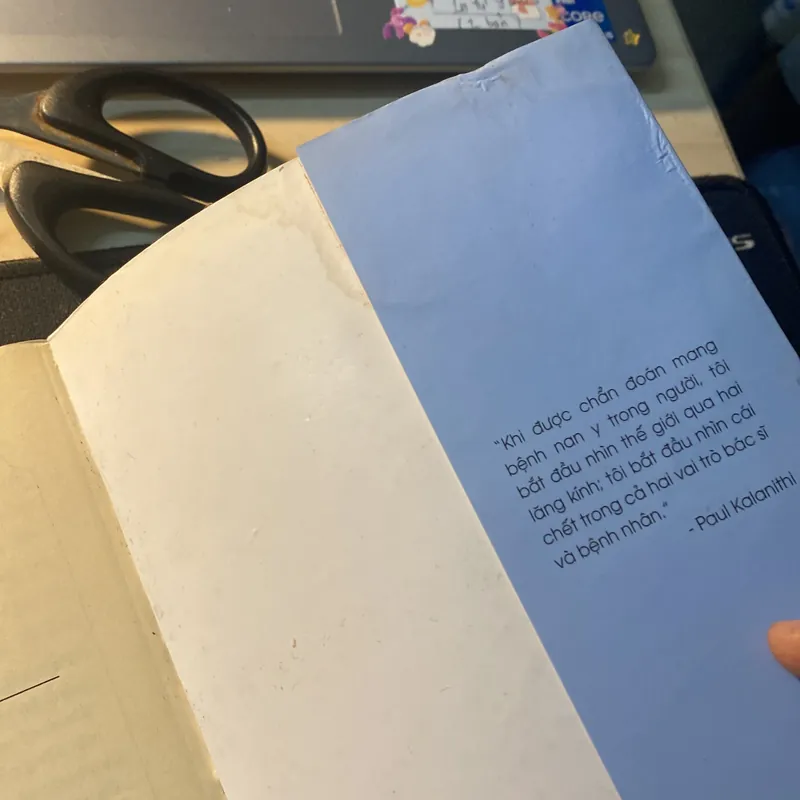 CORE
S
"Khi được chẩn đoán mang
bệnh nan y trong người, tôi
bắt đầu nhìn thế giới qua hai
lăng kính; tôi bắt đầu nhìn cái
chết trong cả hai vai trò bác sĩ
và bệnh nhân."
- Paul Kalanithi